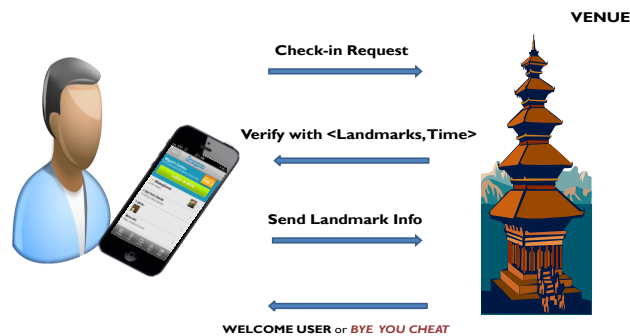 VENUE
Check-in Request
Verify with <Landmarks,Time>
Send Landmark Info
WELCOME USER or BYE YOU CHEAT